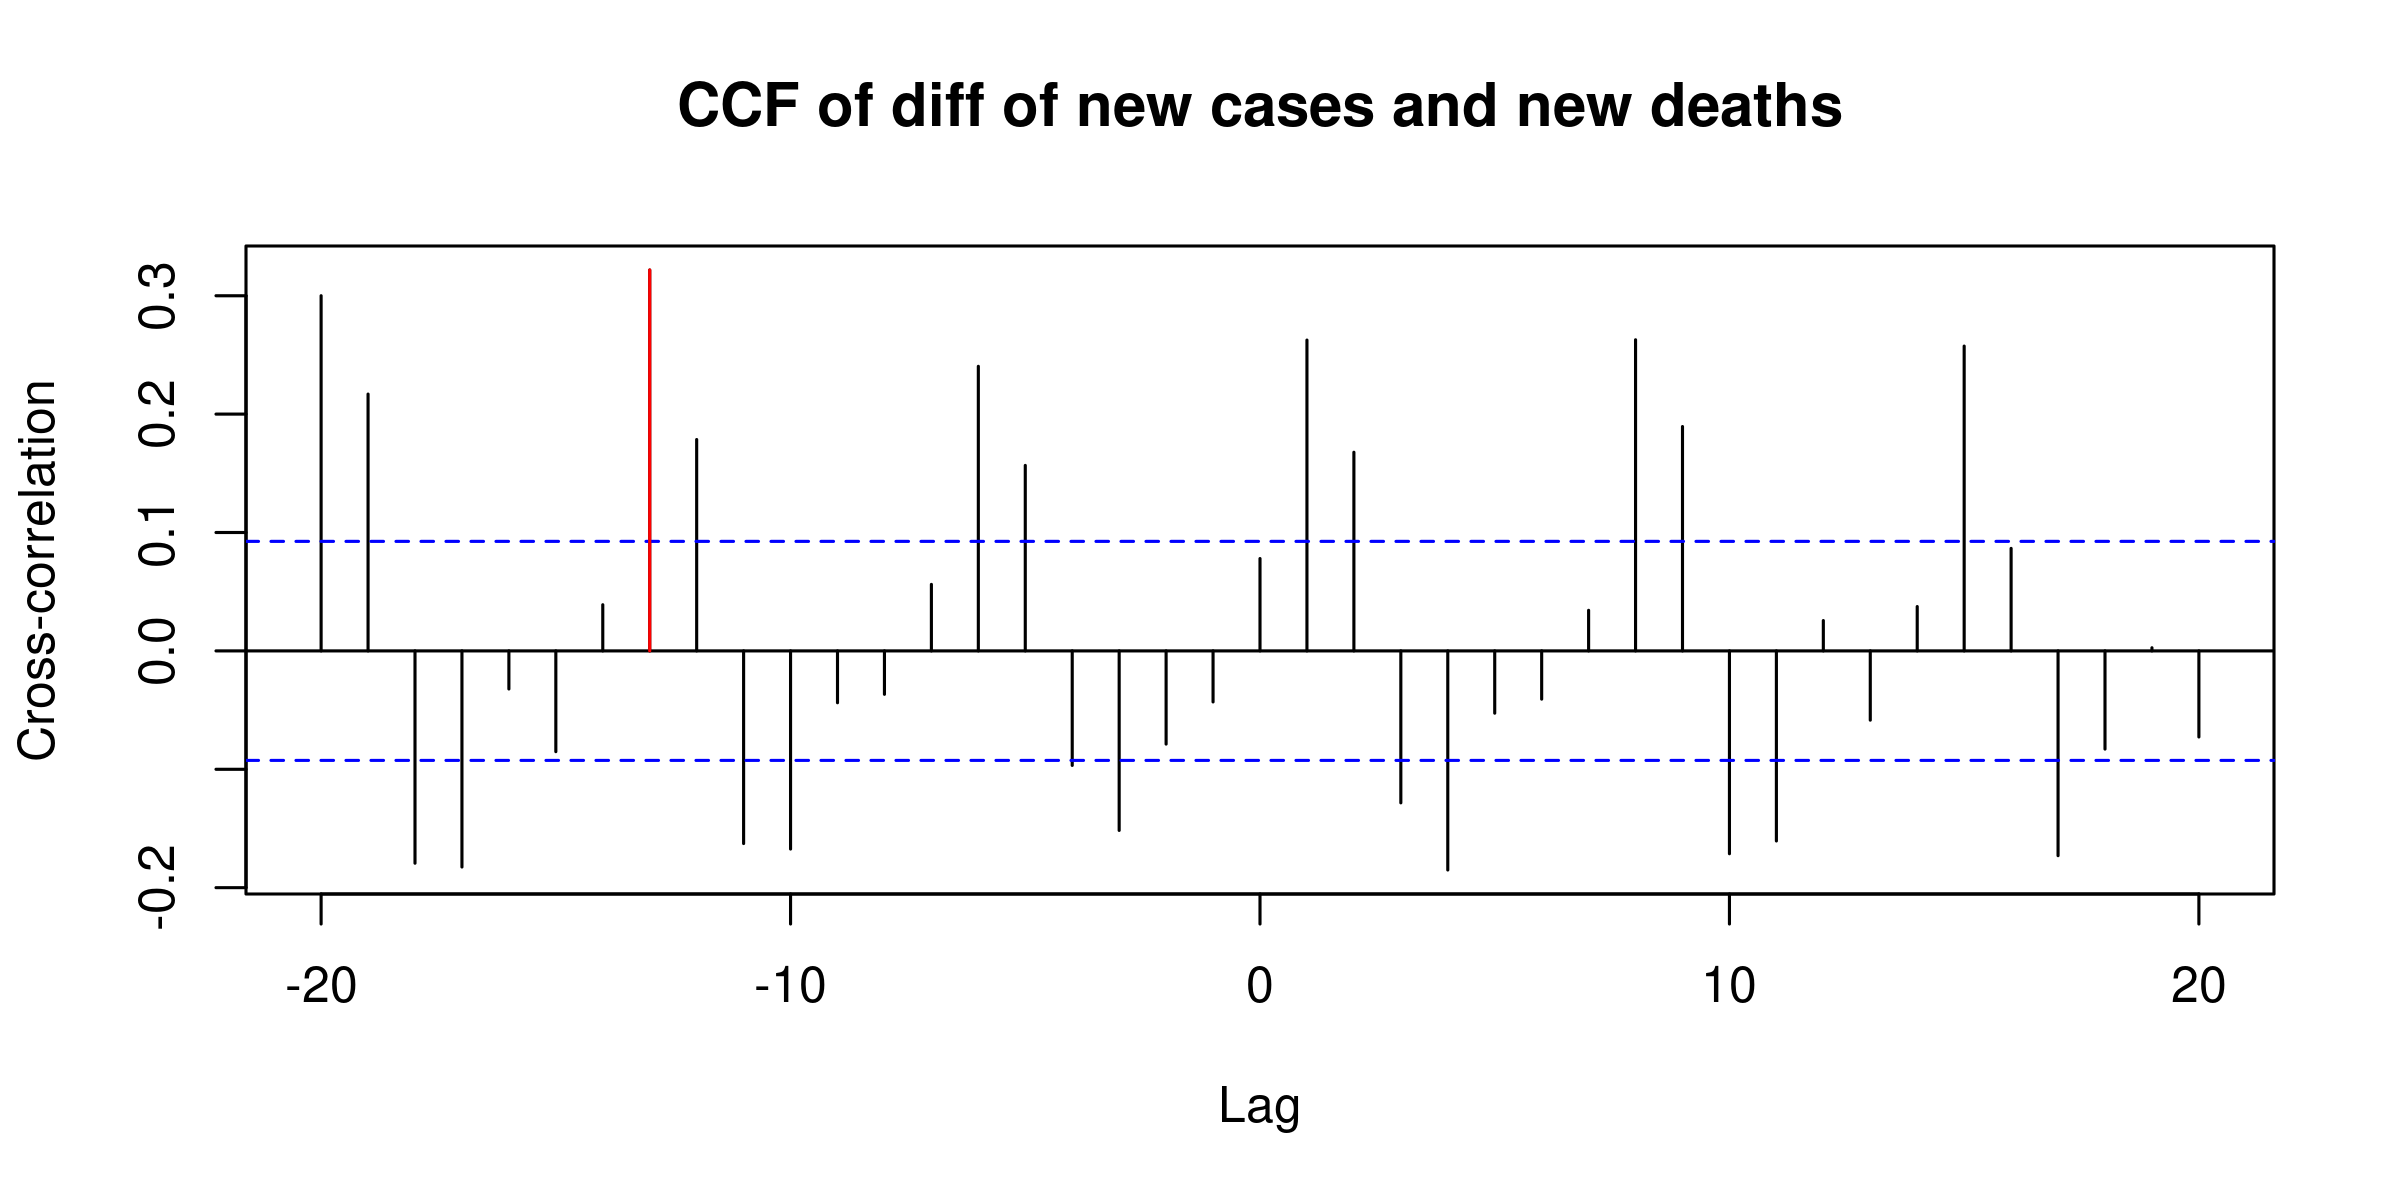 CCF of diff of new cases and new deaths
Cross-correlation
0.3
0.2
0.1
0.0
-0.2
-20 -10 0 10 20
Lag